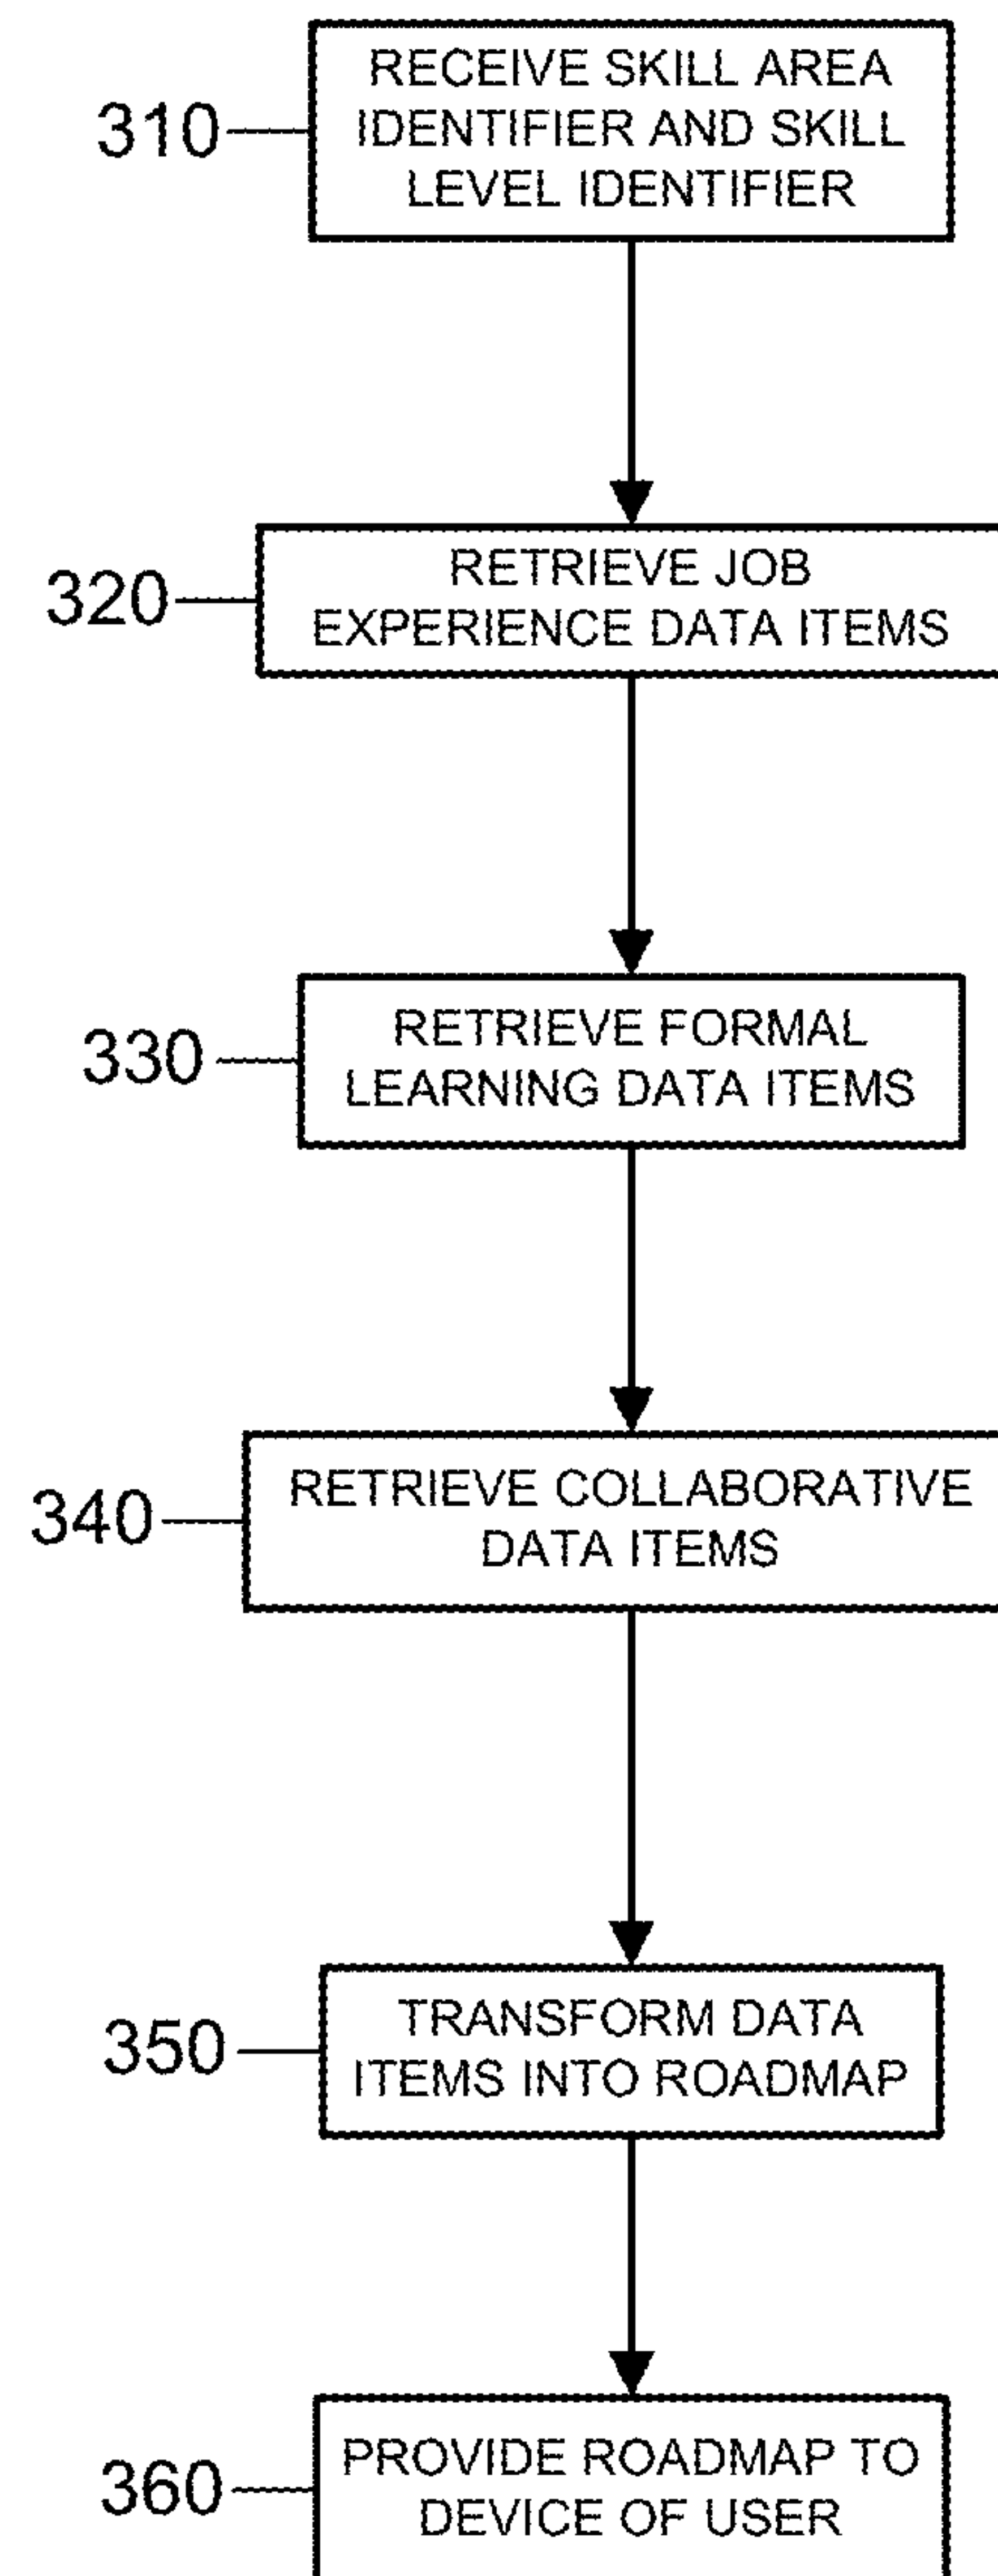 310
RECEIVE SKILL AREA
IDENTIFIER AND SKILL
LEVEL IDENTIFIER
320
RETRIEVE JOB
EXPERIENCE DATA ITEMS
330
RETRIEVE FORMAL
LEARNING DATA ITEMS
340
RETRIEVE COLLABORATIVE
DATA ITEMS
350
TRANSFORM DATA
ITEMS INTO ROADMAP
360
PROVIDE ROADMAP TO
DEVICE OF USER